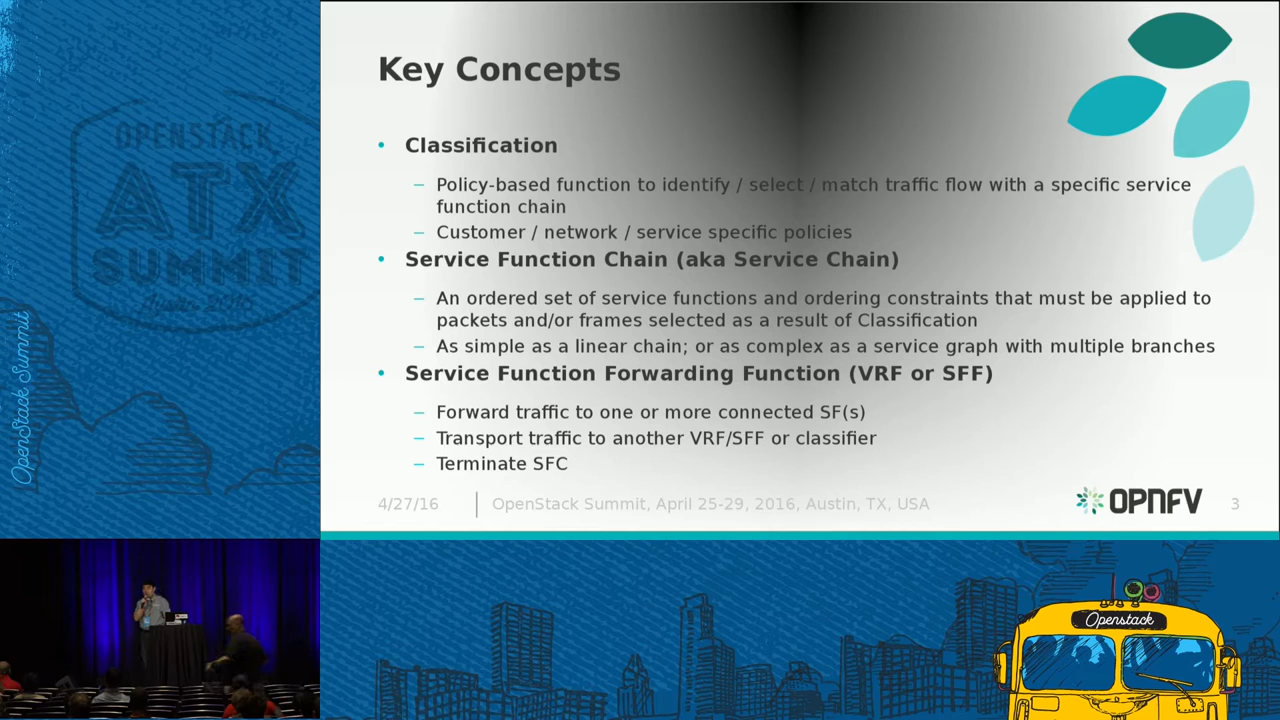 OPENSTACK
ATX
SUMMIT
Austin 2016
OpenStack Summit
Key Concepts
• Classification
– Policy-based function to identify / select / match traffic flow with a specific service
function chain
– Customer / network / service specific policies
• Service Function Chain (aka Service Chain)
– An ordered set of service functions and ordering constraints that must be applied to
packets and/or frames selected as a result of Classification
– As simple as a linear chain; or as complex as a service graph with multiple branches
• Service Function Forwarding Function (VRF or SFF)
– Forward traffic to one or more connected SF(s)
– Transport traffic to another VRF/SFF or classifier
– Terminate SFC
4/27/16 OpenStack Summit, April 25-29, 2016, Austin, TX, USA OPNFV 3
Openstack